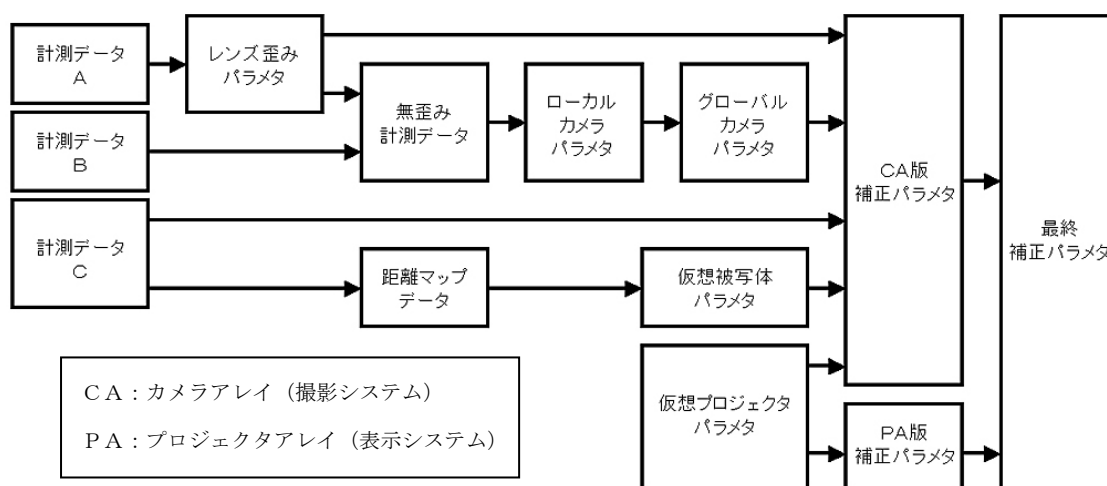 計測データ
A
レンズ歪み
パラメタ
計測データ
B
無歪み
計測データ
ローカル
カメラ
パラメタ
グローバル
カメラ
パラメタ
計測データ
C
距離マップ
データ
仮想被写体
パラメタ
仮想プロジェクタ
パラメタ
CA版
補正パラメタ
PA版
補正パラメタ
最終
補正パラメタ
ＣＡ：カメラアレイ（撮影システム）
ＰＡ：プロジェクタアレイ（表示システム）